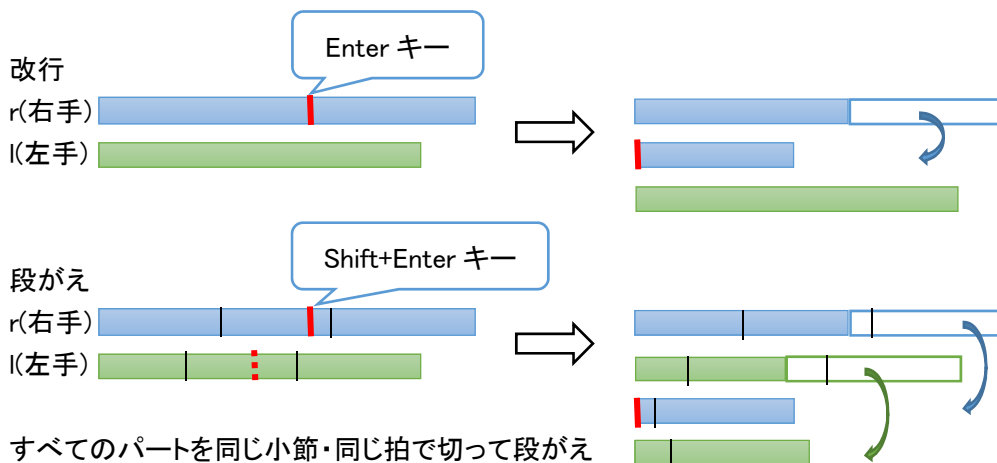 Enter キー
改行
r(右手)
l(左手)
Shift+Enter キー
段がえ
r(右手)
l(左手)
すべてのパートを同じ小節・同じ拍で切って段がえ